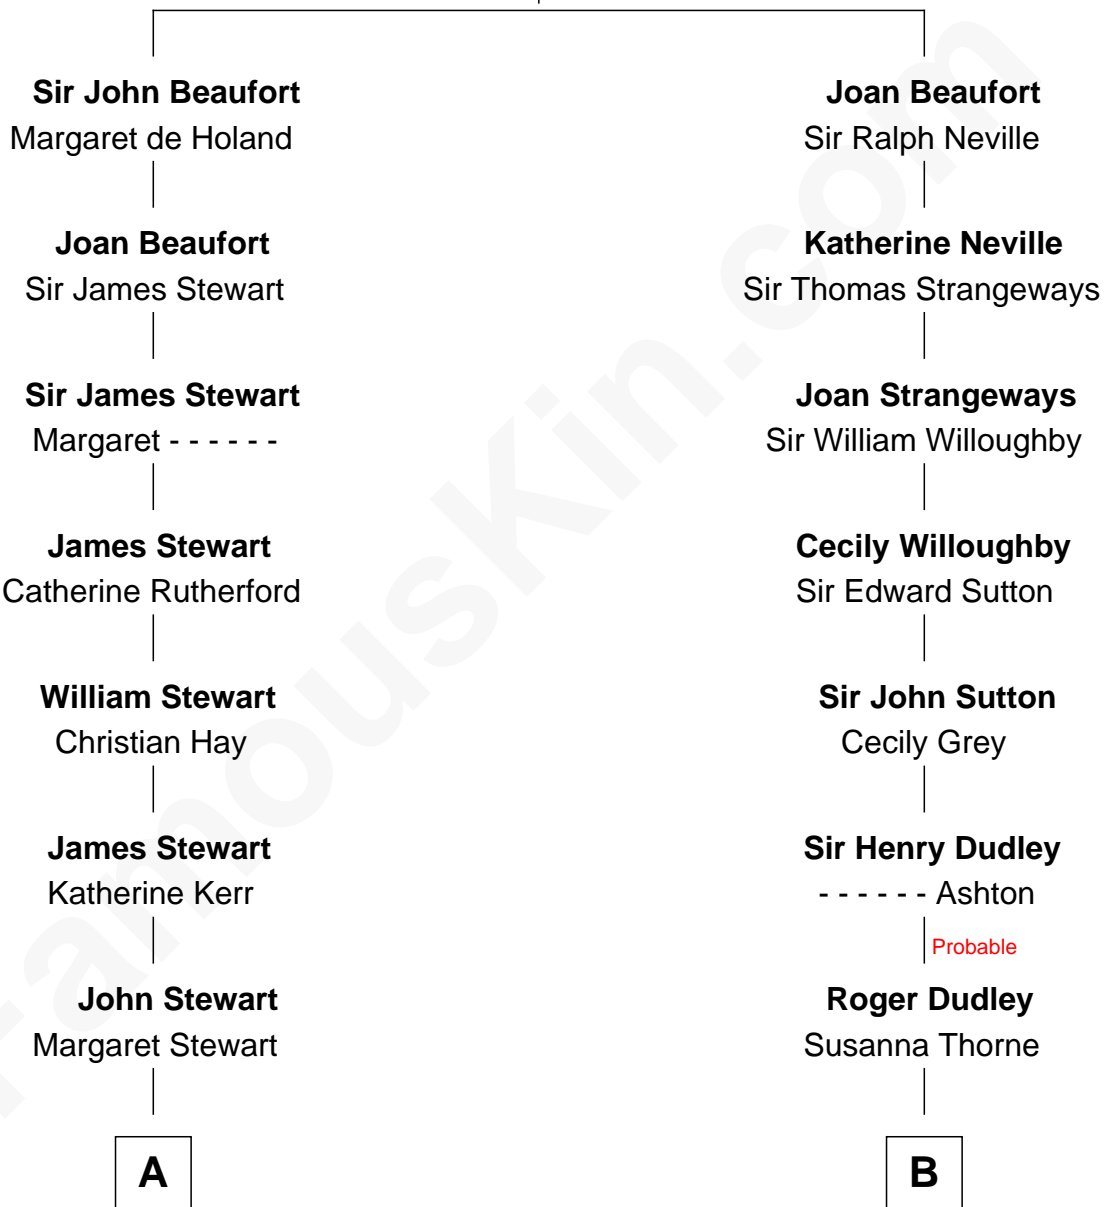 Sir John Beaufort
Margaret de Holand
Joan Beaufort
Sir James Stewart
Sir James Stewart
Margaret - - - - - -
James Stewart
Catherine Rutherford
William Stewart
Christian Hay
James Stewart
Katherine Kerr
John Stewart
Margaret Stewart
A
Joan Beaufort
Sir Ralph Neville
Katherine Neville
Sir Thomas Strangeways
Joan Strangeways
Sir William Willoughby
Cecily Willoughby
Sir Edward Sutton
Sir John Sutton
Cecily Grey
Sir Henry Dudley
- - - - - - Ashton
Probable
Roger Dudley
Susanna Thorne
B
FamousKin.com